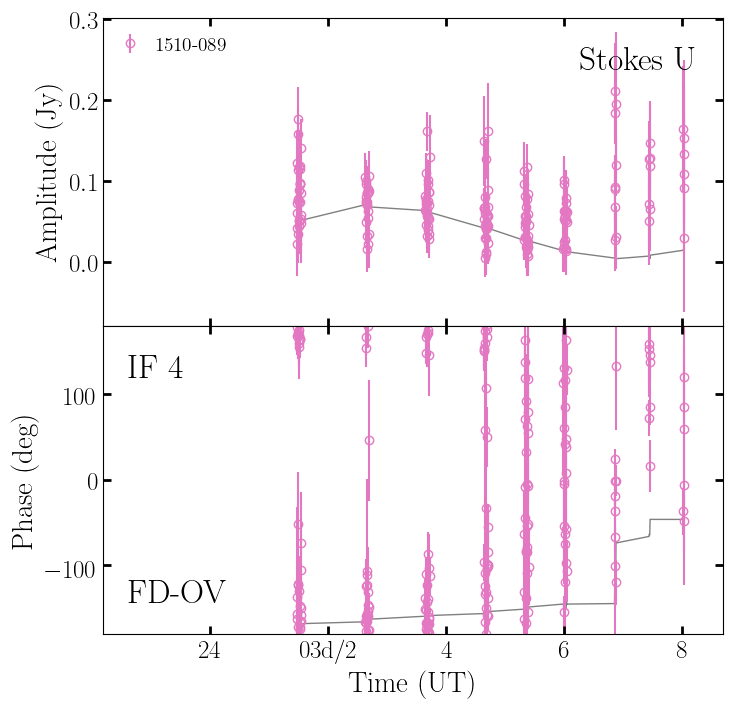 1510-089
Stokes U
Amplitude (Jy)
0.3
0.2
0.1
0.0
IF 4
FD-OV
Phase (deg)
100
0
−100
24
03d/2
4
6
8
Time (UT)